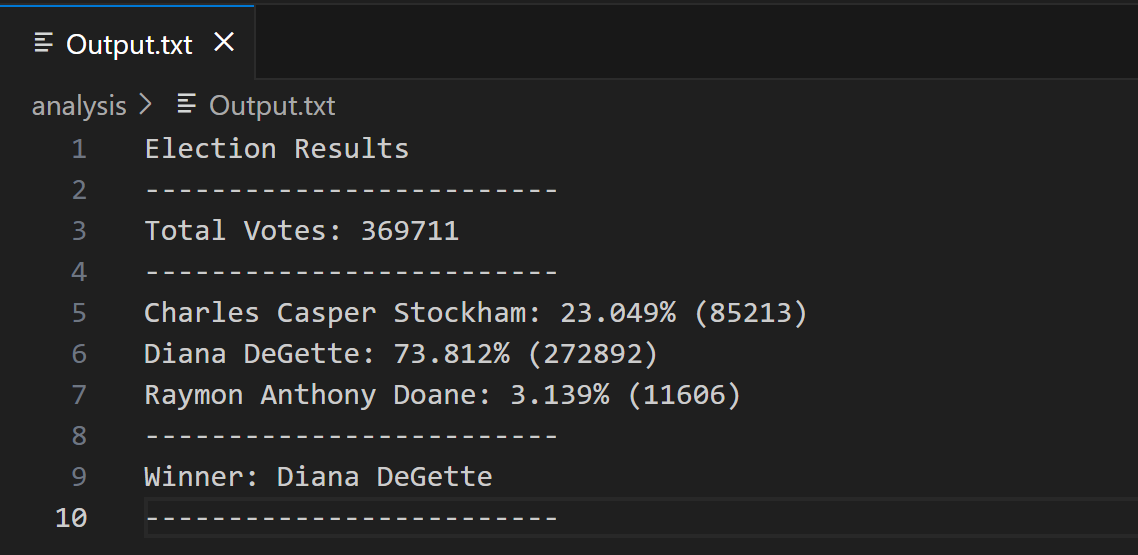 Output.txt
analysis > Output.txt
1 Election Results
2 -------------------------
3 Total Votes: 369711
4 -------------------------
5 Charles Casper Stockham: 23.049% (85213)
6 Diana DeGette: 73.812% (272892)
7 Raymon Anthony Doane: 3.139% (11606)
8 -------------------------
9 Winner: Diana DeGette
10 -------------------------